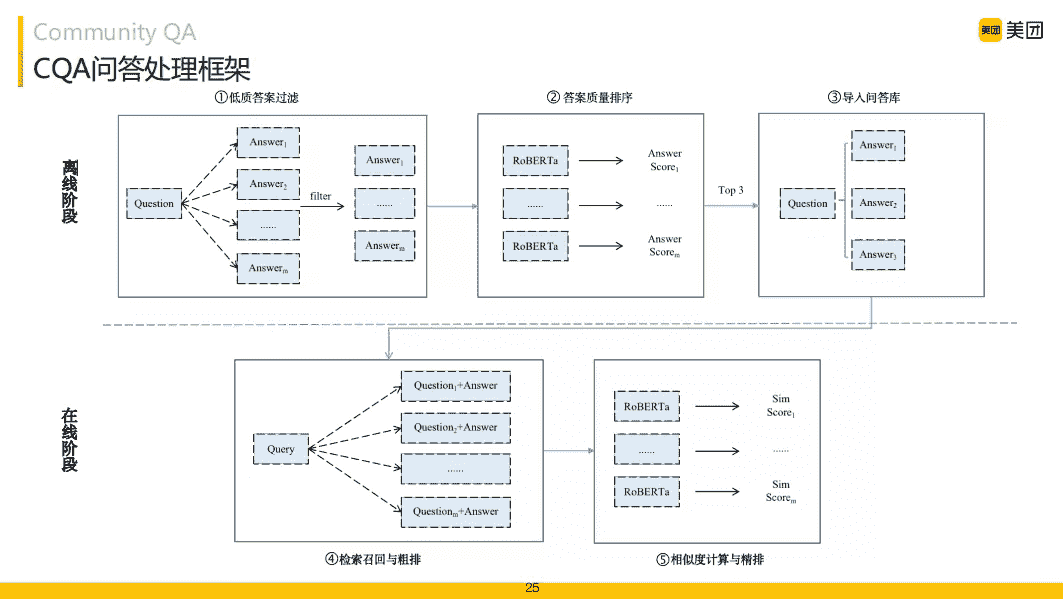 Community QA
CQA问答处理框架
美团 美团
①低质答案过滤
②答案质量排序
③导入问答库
离线阶段
Question
Answer1
Answer2
......
Answerm
filter
Answer1
......
Answerm
RoBERTa
Answer Score1
......
......
RoBERTa
Answer Scorem
Top 3
Question
Answer1
Answer2
Answer3
在线阶段
Query
Question1+Answer
Question2+Answer
......
Questionm+Answer
RoBERTa
Sim Score1
......
......
RoBERTa
Sim Scorem
④检索召回与粗排
⑤相似度计算与精排
25